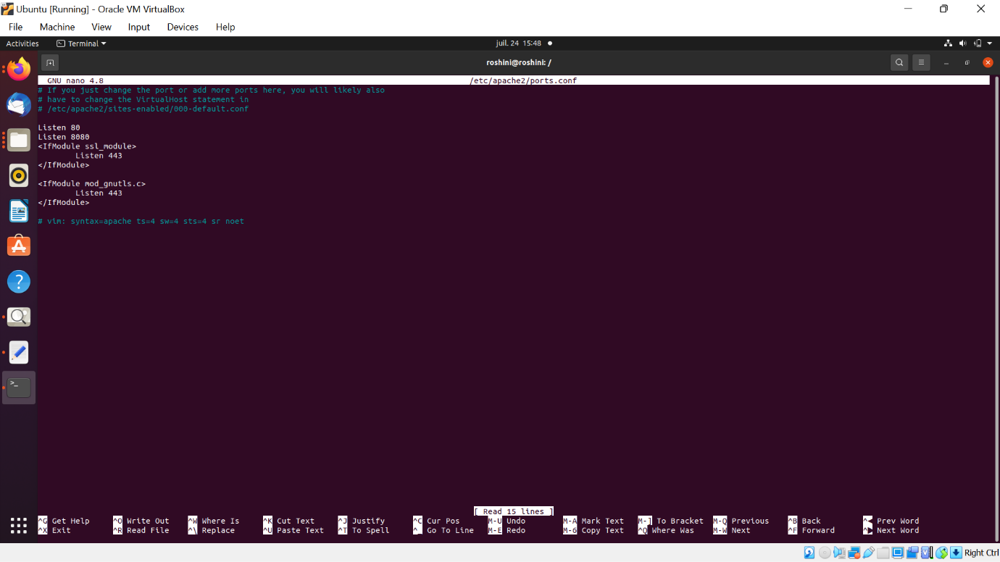 Ubuntu [Running] - Oracle VM VirtualBox
File Machine View Input Devices Help
Activities Terminal juil. 24 15:48
roshini@roshini: /
GNU nano 4.8 /etc/apache2/ports.conf
# If you just change the port or add more ports here, you will likely also
# have to change the VirtualHost statement in
# /etc/apache2/sites-enabled/000-default.conf
Listen 80
Listen 8080
<IfModule ssl_module>
Listen 443
</IfModule>
<IfModule mod_gnutls.c>
Listen 443
</IfModule>
# vim: syntax=apache ts=4 sw=4 sts=4 sr noet
[ Read 15 lines ]
^G Get Help ^O Write Out ^W Where Is ^K Cut Text ^J Justify ^C Cur Pos M-U Undo M-A Mark Text M-] To Bracket M-Q Previous ^B Back ^◀ Prev Word
^X Exit ^R Read File ^\ Replace ^U Paste Text ^T To Spell ^_ Go To Line M-E Redo M-6 Copy Text ^Q Where Was M-W Next ^F Forward ^▶ Next Word
Right Ctrl